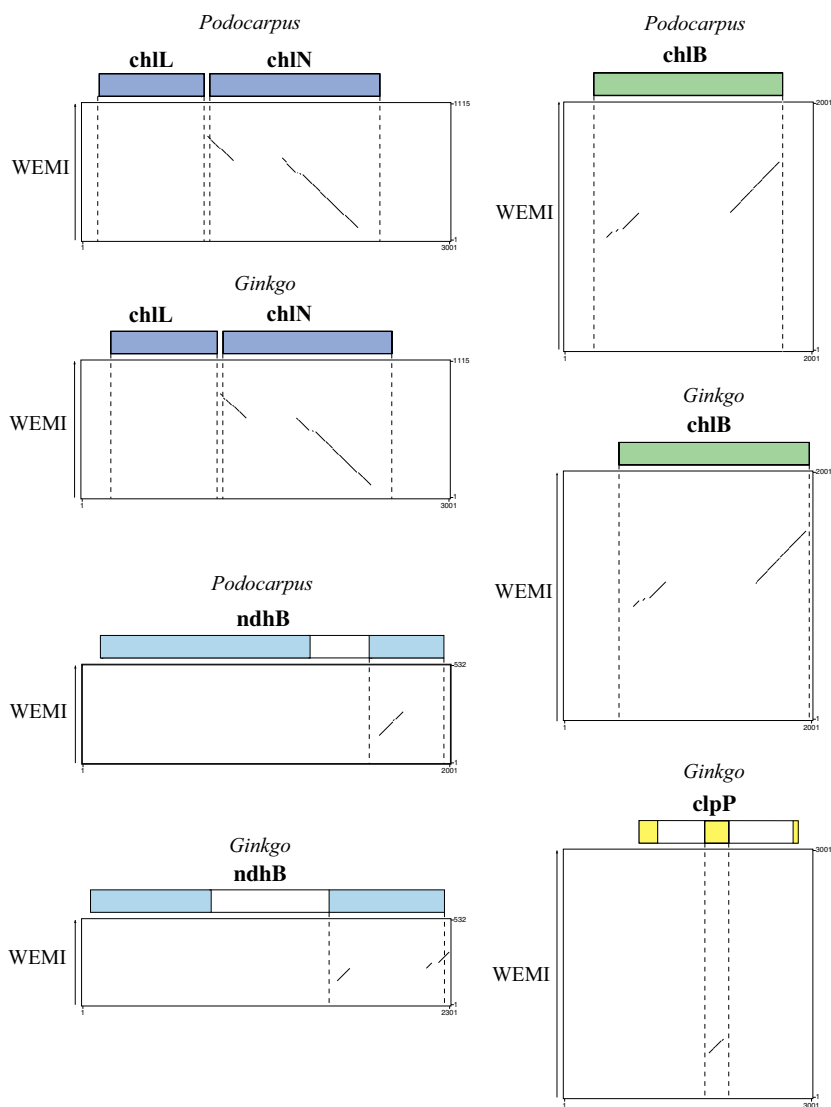 Podocarpus
chlL chlN
1115
WEMI
1
1 3001
Ginkgo
chlL chlN
1115
WEMI
1
1 3001
Podocarpus
ndhB
532
WEMI
1
1 2001
Ginkgo
ndhB
532
WEMI
1
1 2301
Podocarpus
chlB
2001
WEMI
1
1 2001
Ginkgo
chlB
2001
WEMI
1
1 2001
Ginkgo
clpP
3001
WEMI
1
1 3001